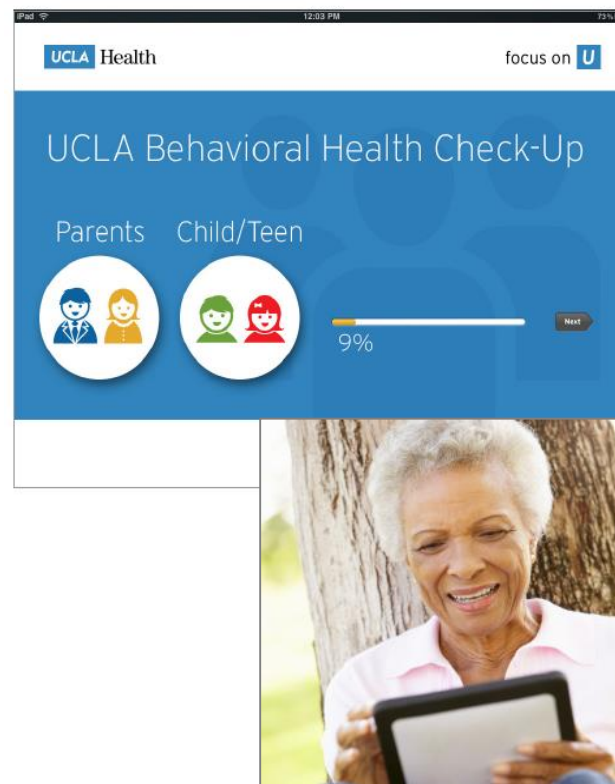 iPad 12:03 PM 73%
UCLA Health focus on U
UCLA Behavioral Health Check-Up
Parents Child/Teen
Next
9%